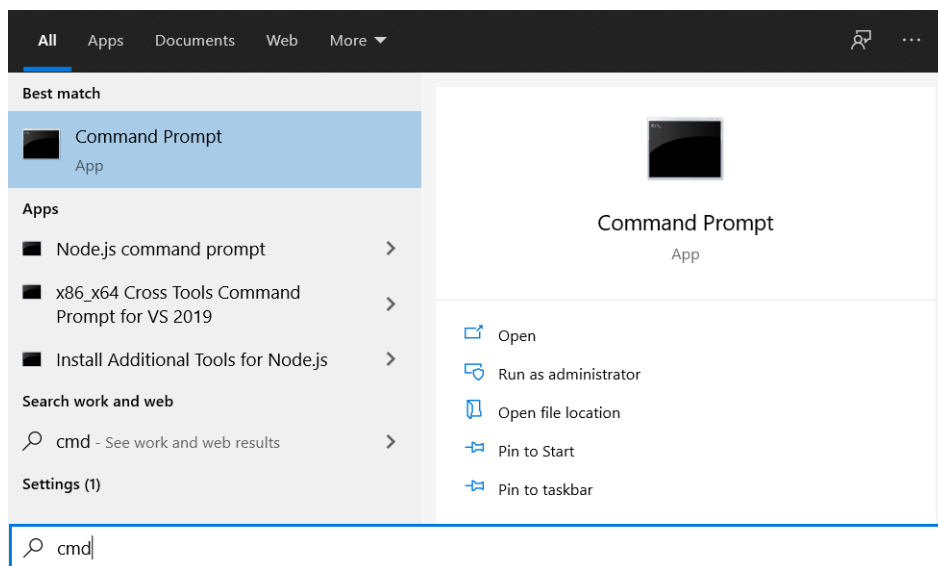 All Apps Documents Web More
Best match
Command Prompt
App
Apps
Node.js command prompt
x86_x64 Cross Tools Command
Prompt for VS 2019
Install Additional Tools for Node.js
Search work and web
cmd - See work and web results
Settings (1)
cmd
Command Prompt
App
Open
Run as administrator
Open file location
Pin to Start
Pin to taskbar